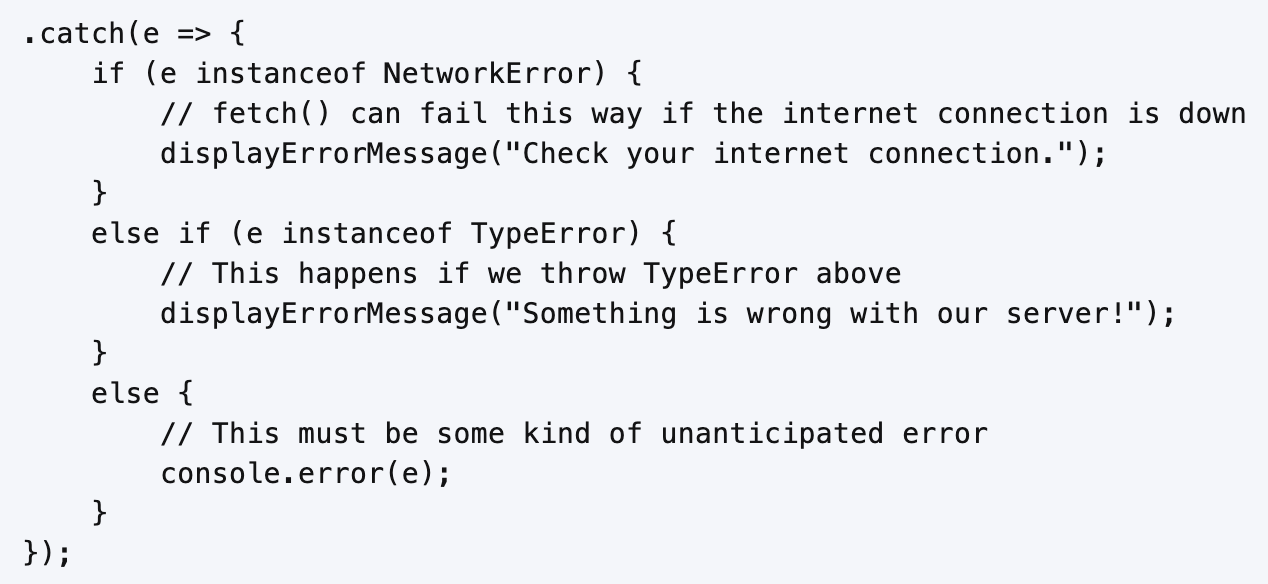 .catch(e => {
    if (e instanceof NetworkError) {
        // fetch() can fail this way if the internet connection is down
        displayErrorMessage("Check your internet connection.");
    }
    else if (e instanceof TypeError) {
        // This happens if we throw TypeError above
        displayErrorMessage("Something is wrong with our server!");
    }
    else {
        // This must be some kind of unanticipated error
        console.error(e);
    }
});